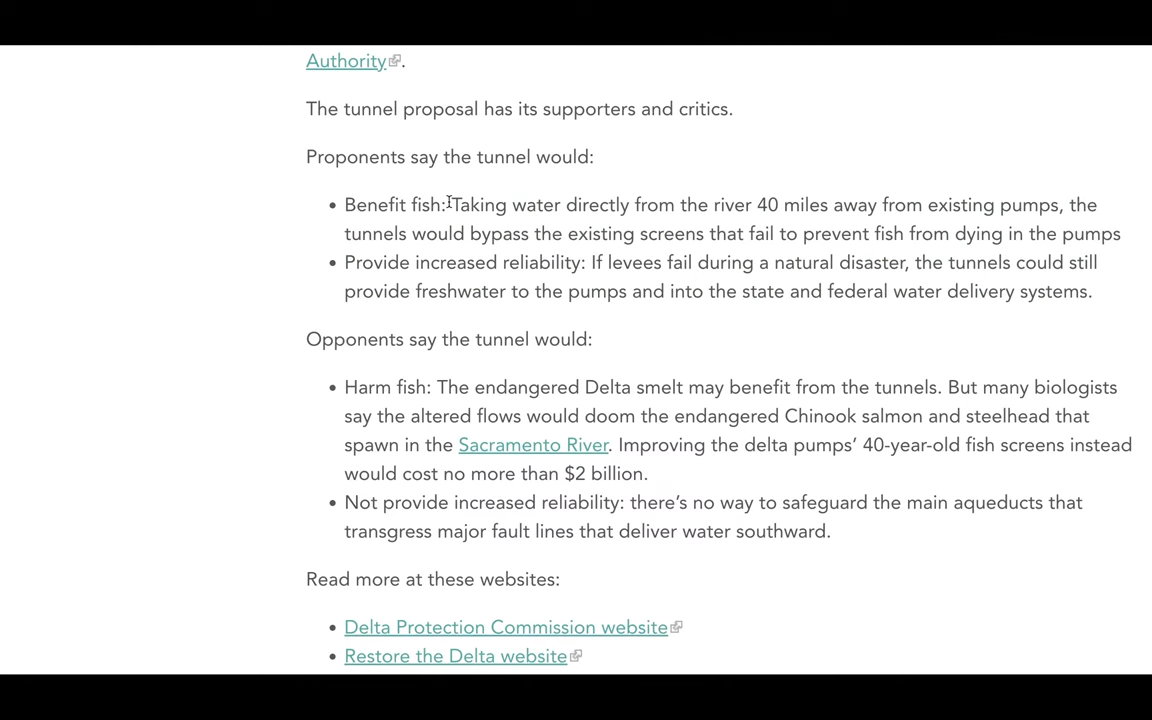 Authority.
The tunnel proposal has its supporters and critics.
Proponents say the tunnel would:
• Benefit fish: Taking water directly from the river 40 miles away from existing pumps, the
tunnels would bypass the existing screens that fail to prevent fish from dying in the pumps
• Provide increased reliability: If levees fail during a natural disaster, the tunnels could still
provide freshwater to the pumps and into the state and federal water delivery systems.
Opponents say the tunnel would:
• Harm fish: The endangered Delta smelt may benefit from the tunnels. But many biologists
say the altered flows would doom the endangered Chinook salmon and steelhead that
spawn in the Sacramento River. Improving the delta pumps’ 40-year-old fish screens instead
would cost no more than $2 billion.
• Not provide increased reliability: there’s no way to safeguard the main aqueducts that
transgress major fault lines that deliver water southward.
Read more at these websites:
• Delta Protection Commission website
• Restore the Delta website